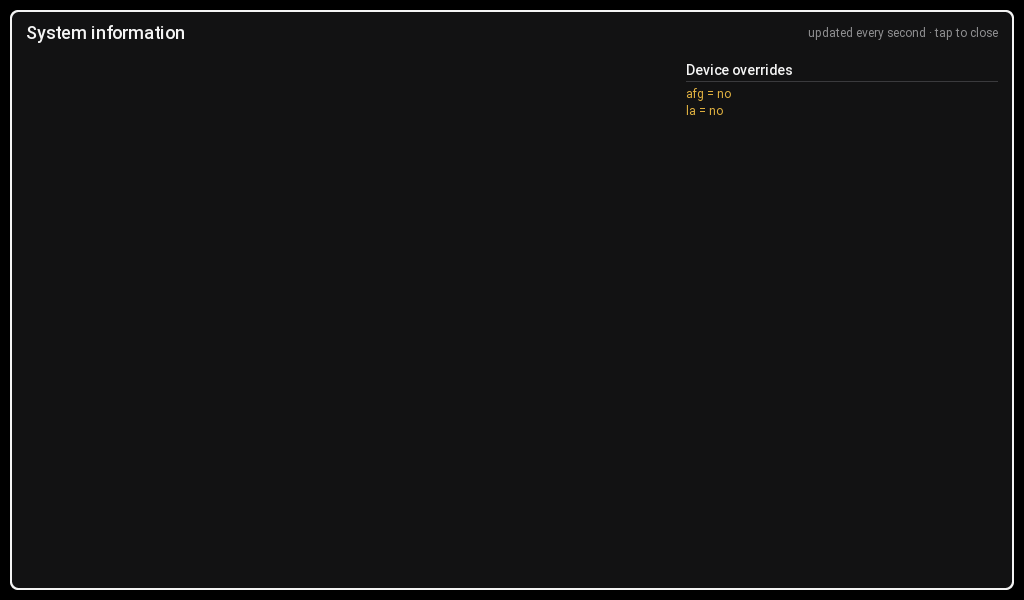 System information
updated every second · tap to close
Device overrides
afg = no
la = no